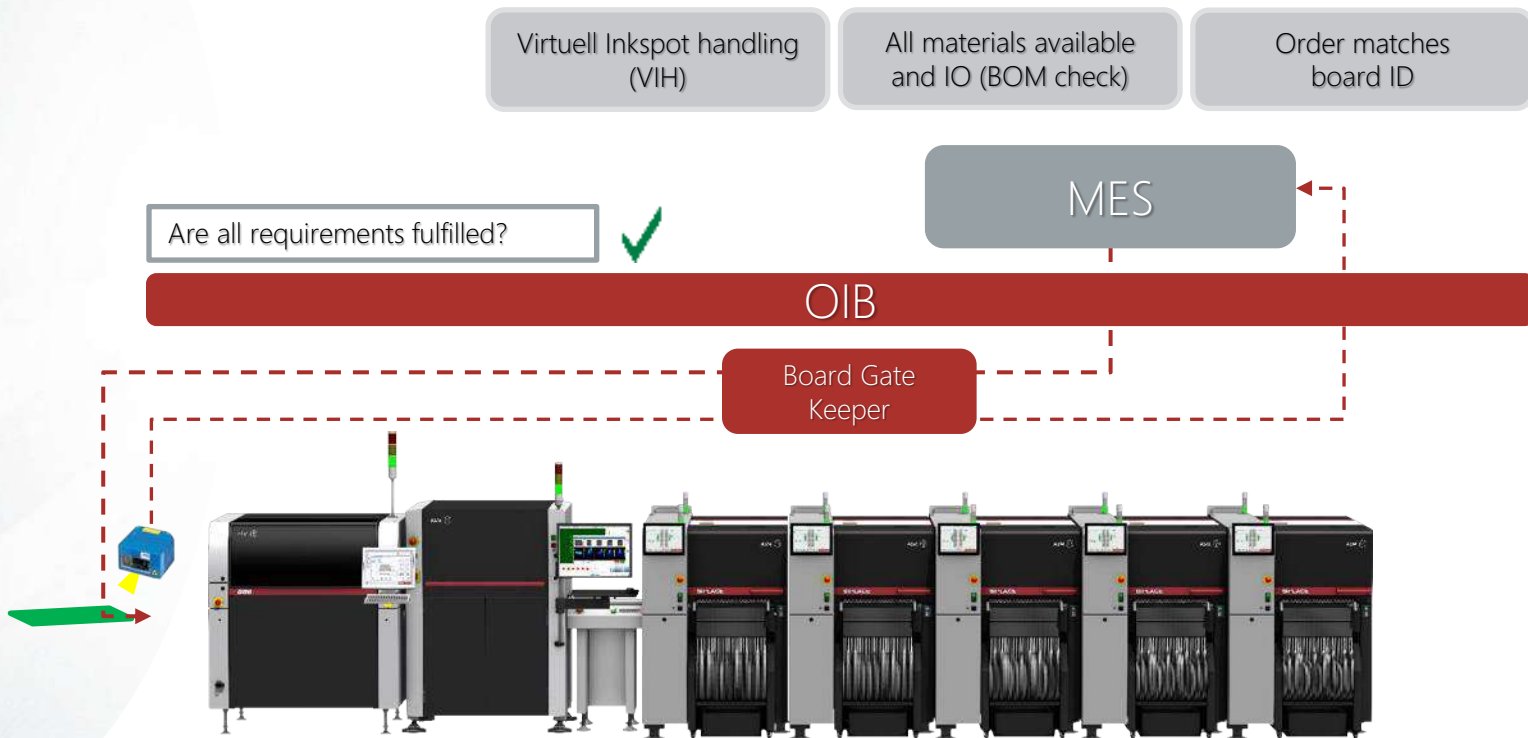 Virtuell Inkspot handling
(VIH)
All materials available
and IO (BOM check)
Order matches
board ID
MES
Are all requirements fulfilled?
OIB
Board Gate
Keeper